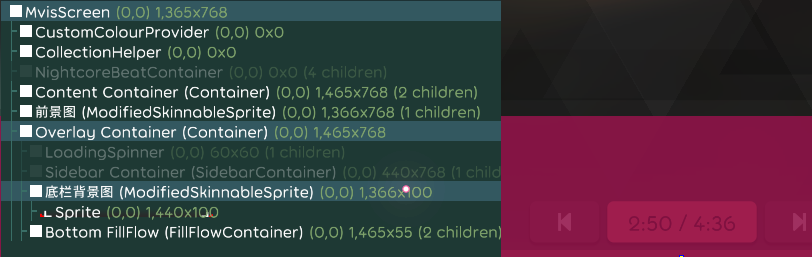 MvisScreen (0,0) 1,365x768
CustomColourProvider (0,0) 0x0
CollectionHelper (0,0) 0x0
NightcoreBeatContainer (0,0) 0x0 (4 children)
Content Container (Container) (0,0) 1,465x768 (2 children)
前景图 (ModifiedSkinnableSprite) (0,0) 1,366x768 (1 children)
Overlay Container (Container) (0,0) 1,465x768
LoadingSpinner (0,0) 60x60 (1 children)
Sidebar Container (SidebarContainer) (0,0) 440x768 (1 child
底栏背景图 (ModifiedSkinnableSprite) (0,0) 1,366x100
Sprite (0,0) 1,440x100
Bottom FillFlow (FillFlowContainer) (0,0) 1,465x55 (2 children)
2:50 / 4:36